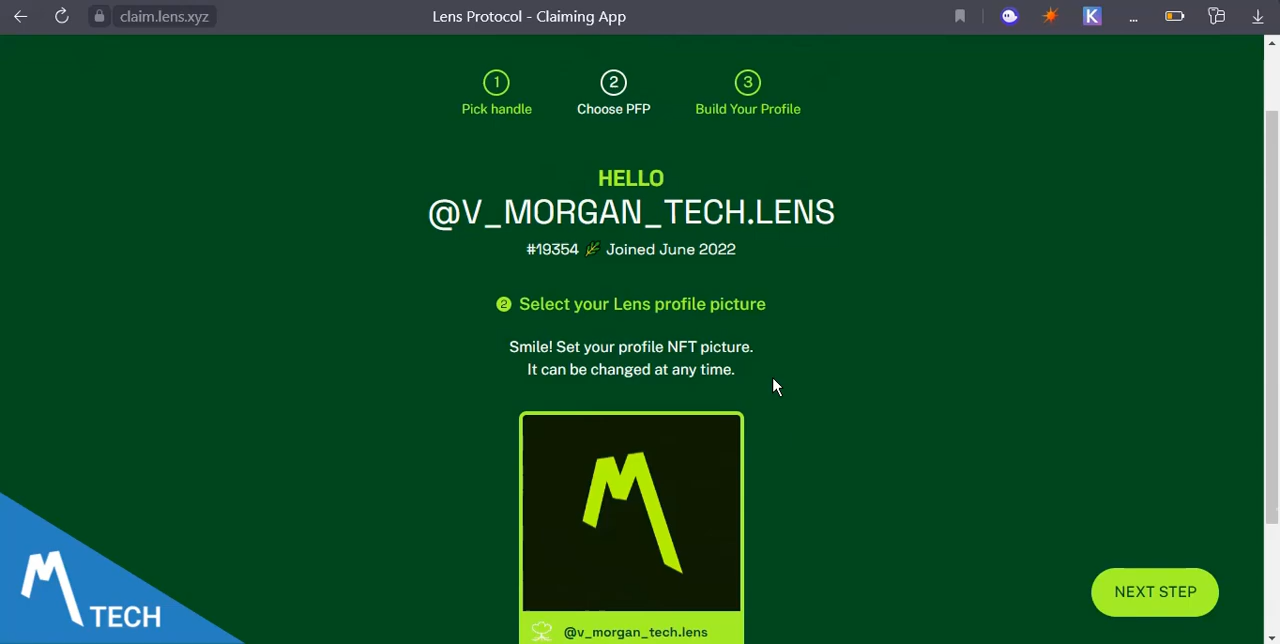 claim.lens.xyz
Lens Protocol - Claiming App
K
...
1
2
3
Pick handle
Choose PFP
Build Your Profile
HELLO
@V_MORGAN_TECH.LENS
#19354 Joined June 2022
2 Select your Lens profile picture
Smile! Set your profile NFT picture.
It can be changed at any time.
M
@v_morgan_tech.lens
NEXT STEP
M TECH